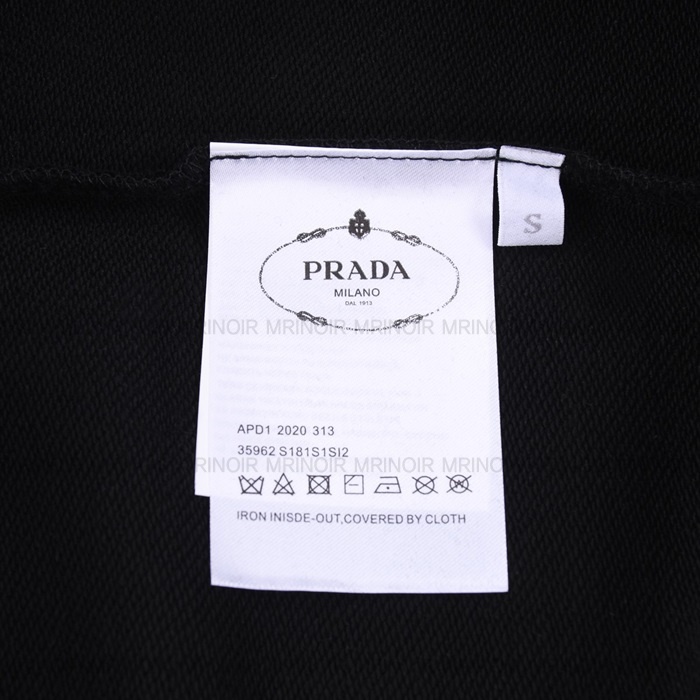 S
PRADA
MILANO
DAL 1913
MRINOIR MRINOIR MRINOIR MRINOIR
APD1 2020 313
35962 S181S1SI2
RINOIR MRINOIR MRINOIR MRINOIR
IRON INISDE-OUT,COVERED BY CLOTH